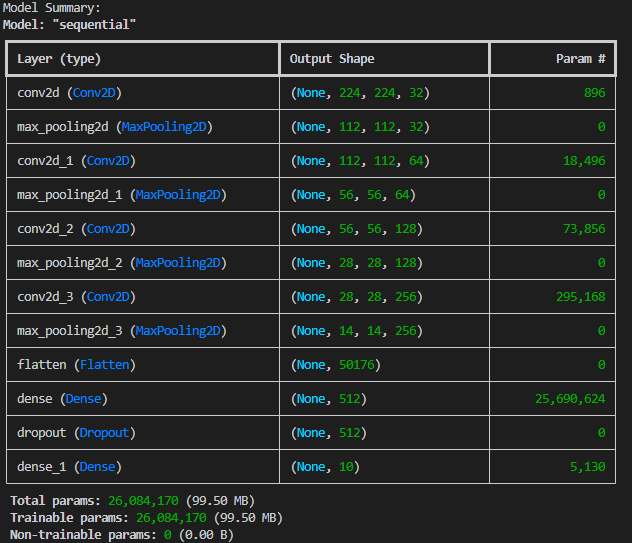 Model Summary:
Model: "sequential"
Layer (type) Output Shape Param #
conv2d (Conv2D) (None, 224, 224, 32) 896
max_pooling2d (MaxPooling2D) (None, 112, 112, 32) 0
conv2d_1 (Conv2D) (None, 112, 112, 64) 18,496
max_pooling2d_1 (MaxPooling2D) (None, 56, 56, 64) 0
conv2d_2 (Conv2D) (None, 56, 56, 128) 73,856
max_pooling2d_2 (MaxPooling2D) (None, 28, 28, 128) 0
conv2d_3 (Conv2D) (None, 28, 28, 256) 295,168
max_pooling2d_3 (MaxPooling2D) (None, 14, 14, 256) 0
flatten (Flatten) (None, 50176) 0
dense (Dense) (None, 512) 25,690,624
dropout (Dropout) (None, 512) 0
dense_1 (Dense) (None, 10) 5,130
Total params: 26,084,170 (99.50 MB)
Trainable params: 26,084,170 (99.50 MB)
Non-trainable params: 0 (0.00 B)